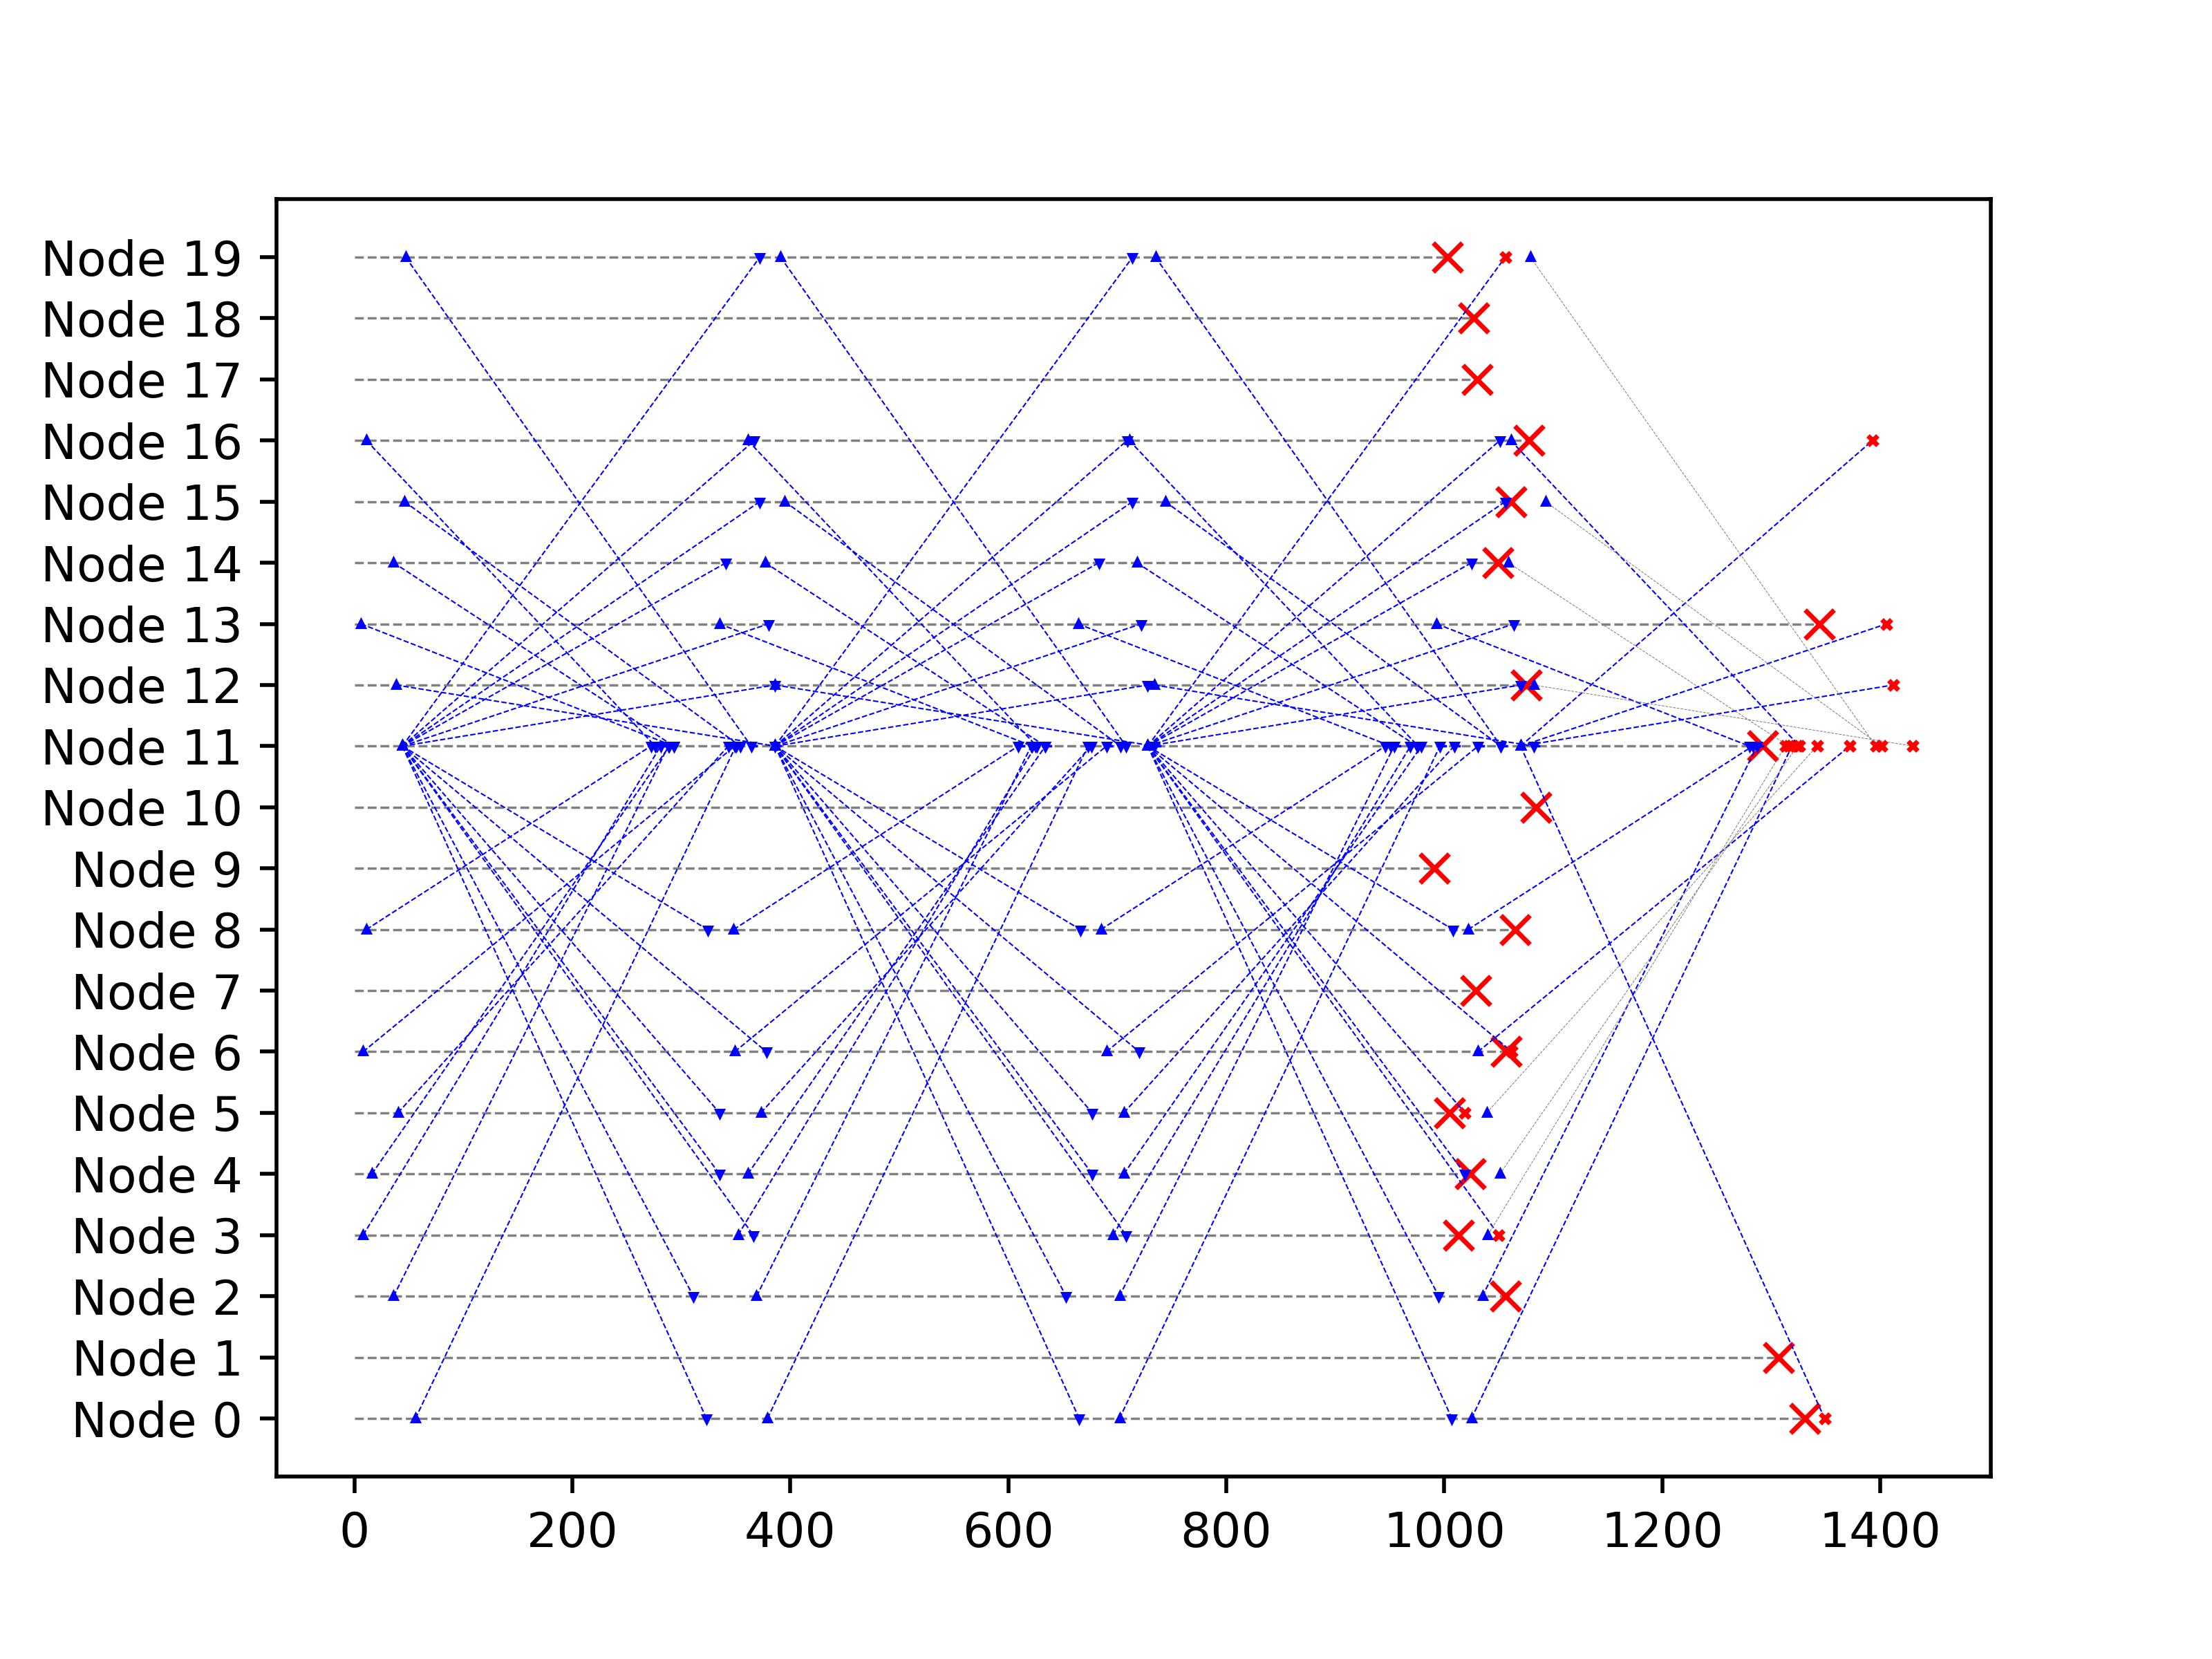 Node 19
Node 18
Node 17
Node 16
Node 15
Node 14
Node 13
Node 12
Node 11
Node 10
Node 9
Node 8
Node 7
Node 6
Node 5
Node 4
Node 3
Node 2
Node 1
Node 0
0 200 400 600 800 1000 1200 1400